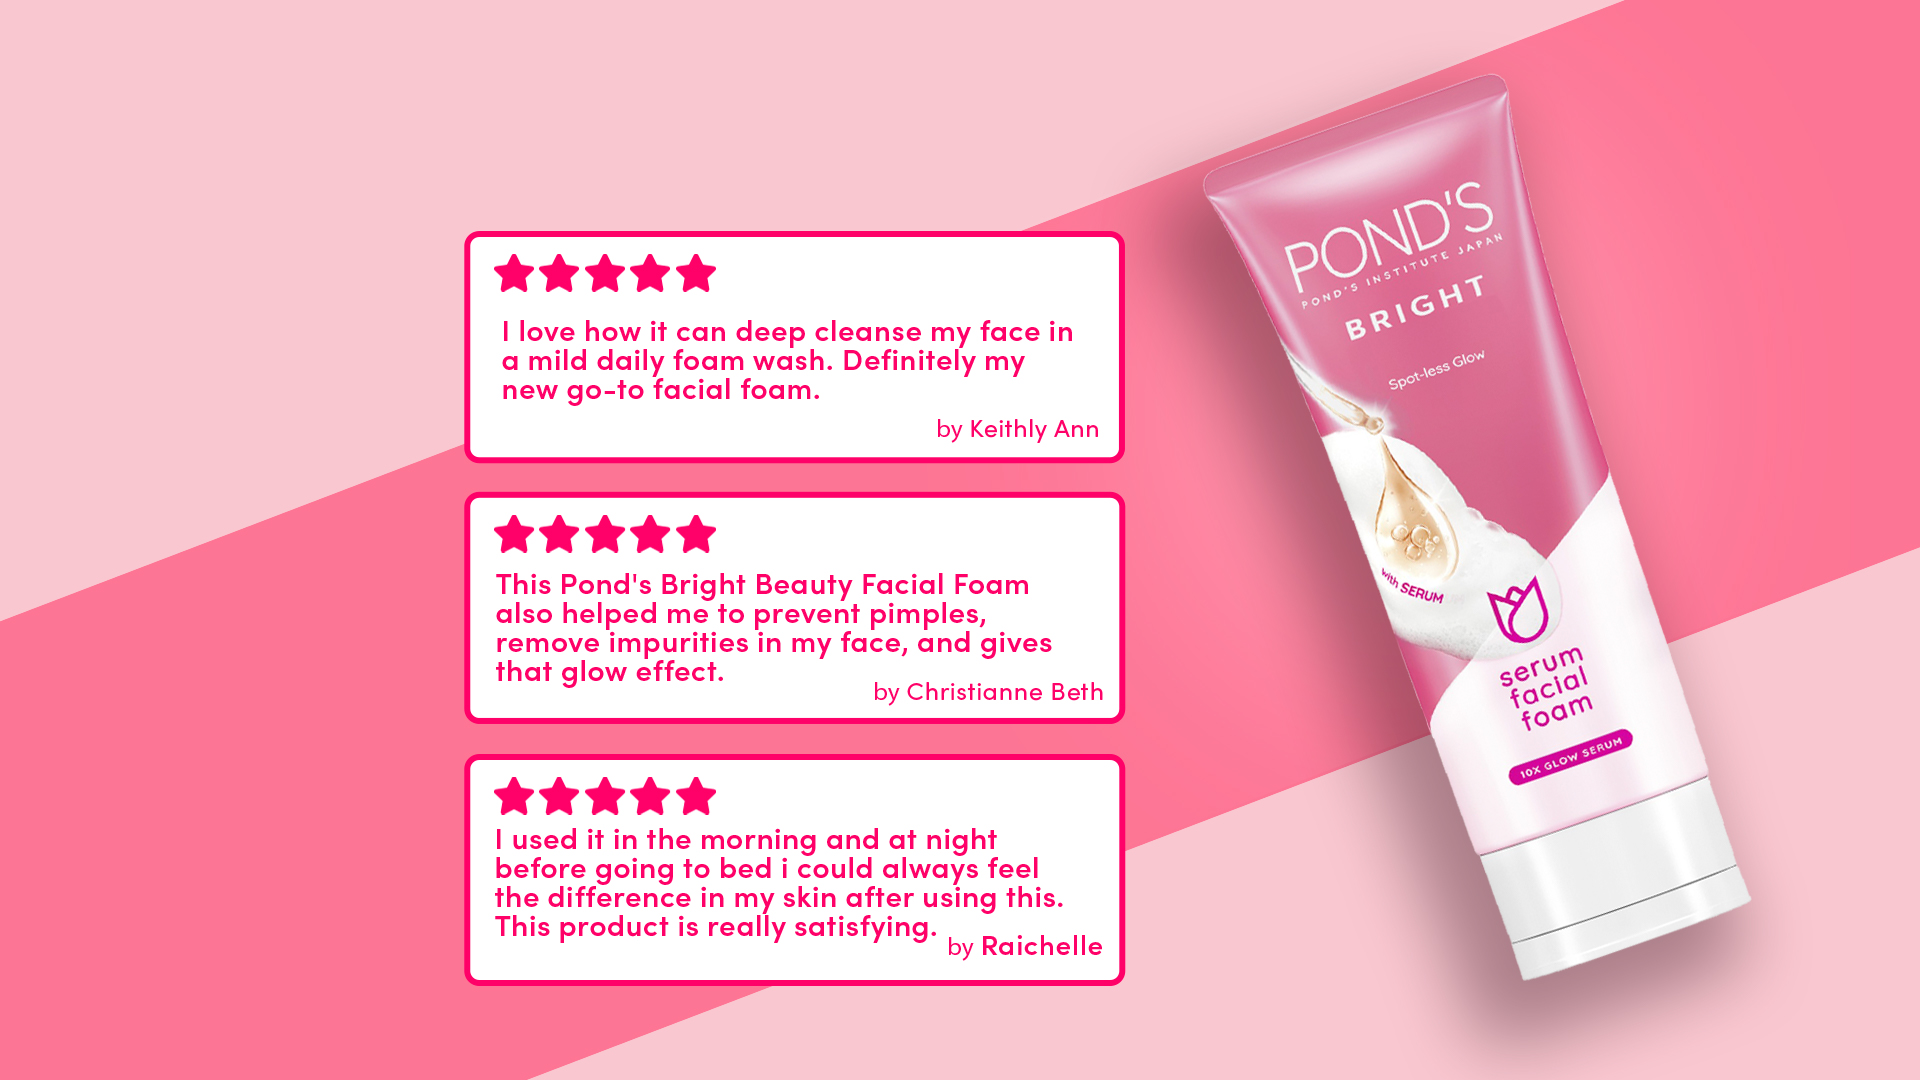 I love how it can deep cleanse my face in
a mild daily foam wash. Definitely my
new go-to facial foam.
by Keithly Ann
This Pond's Bright Beauty Facial Foam
also helped me to prevent pimples,
remove impurities in my face, and gives
that glow effect.
by Christianne Beth
I used it in the morning and at night
before going to bed i could always feel
the difference in my skin after using this.
This product is really satisfying.
by Raichelle
POND'S
POND'S INSTITUTE JAPAN
BRIGHT
Spot-less Glow
with SERUM
serum
facial
foam
10X GLOW SERUM